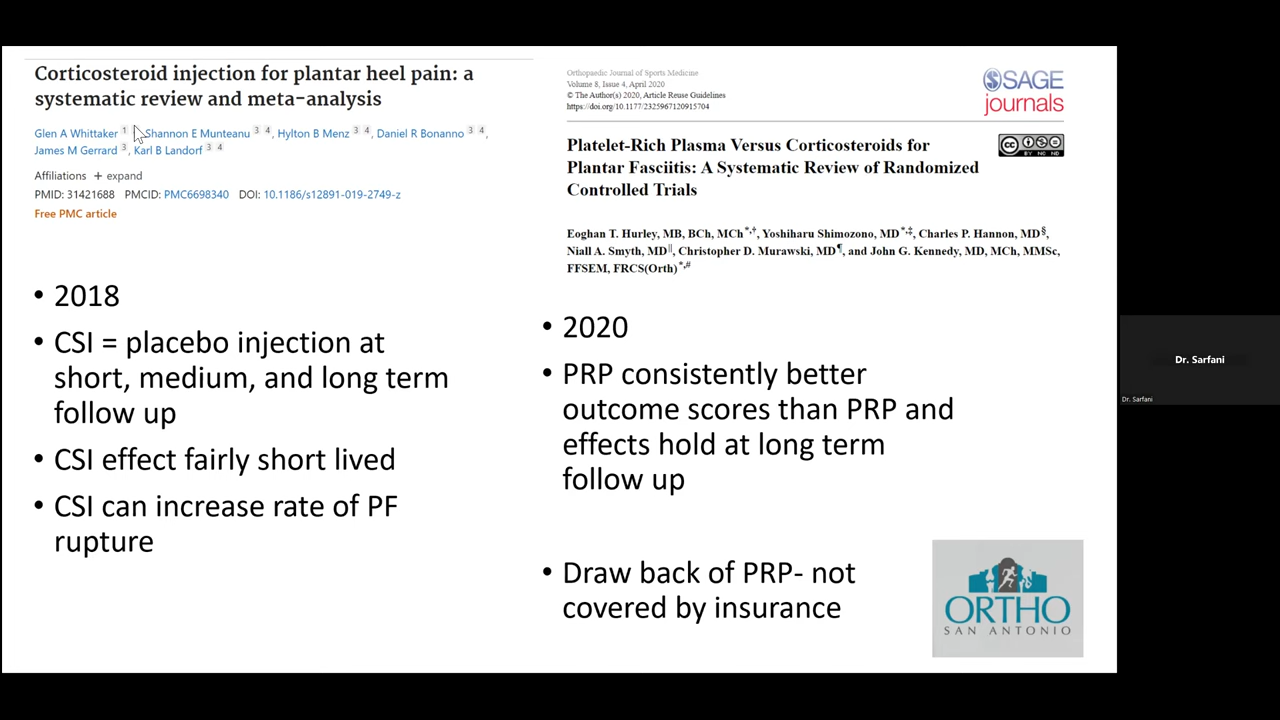 Corticosteroid injection for plantar heel pain: a
systematic review and meta-analysis
Glen A Whittaker 1 Shannon E Munteanu 3 4, Hylton B Menz 3 4, Daniel R Bonanno 3 4,
James M Gerrard 3, Karl B Landorf 3 4
Affiliations + expand
PMID: 31421688 PMCID: PMC6698340 DOI: 10.1186/s12891-019-2749-z
Free PMC article
• 2018
• CSI = placebo injection at
short, medium, and long term
follow up
• CSI effect fairly short lived
• CSI can increase rate of PF
rupture
Orthopaedic Journal of Sports Medicine
Volume 8, Issue 4, April 2020
© The Author(s) 2020, Article Reuse Guidelines
https://doi.org/10.1177/2325967120915704
SAGE
journals
Platelet-Rich Plasma Versus Corticosteroids for
Plantar Fasciitis: A Systematic Review of Randomized
Controlled Trials
CC BY NC ND
Eoghan T. Hurley, MB, BCh, MCh*,†, Yoshiharu Shimozono, MD*,‡, Charles P. Hannon, MD§,
Niall A. Smyth, MD||, Christopher D. Murawski, MD¶, and John G. Kennedy, MD, MCh, MMSc,
FFSEM, FRCS(Orth)*,#
• 2020
• PRP consistently better
outcome scores than PRP and
effects hold at long term
follow up
• Draw back of PRP- not
covered by insurance
ORTHO
SAN ANTONIO
Dr. Sarfani
Dr. Sarfani